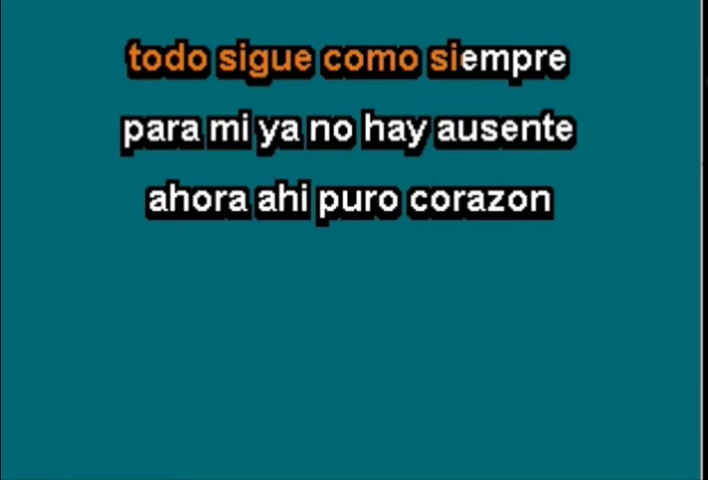 todo sigue como siempre
para mi ya no hay ausente
ahora ahi puro corazon